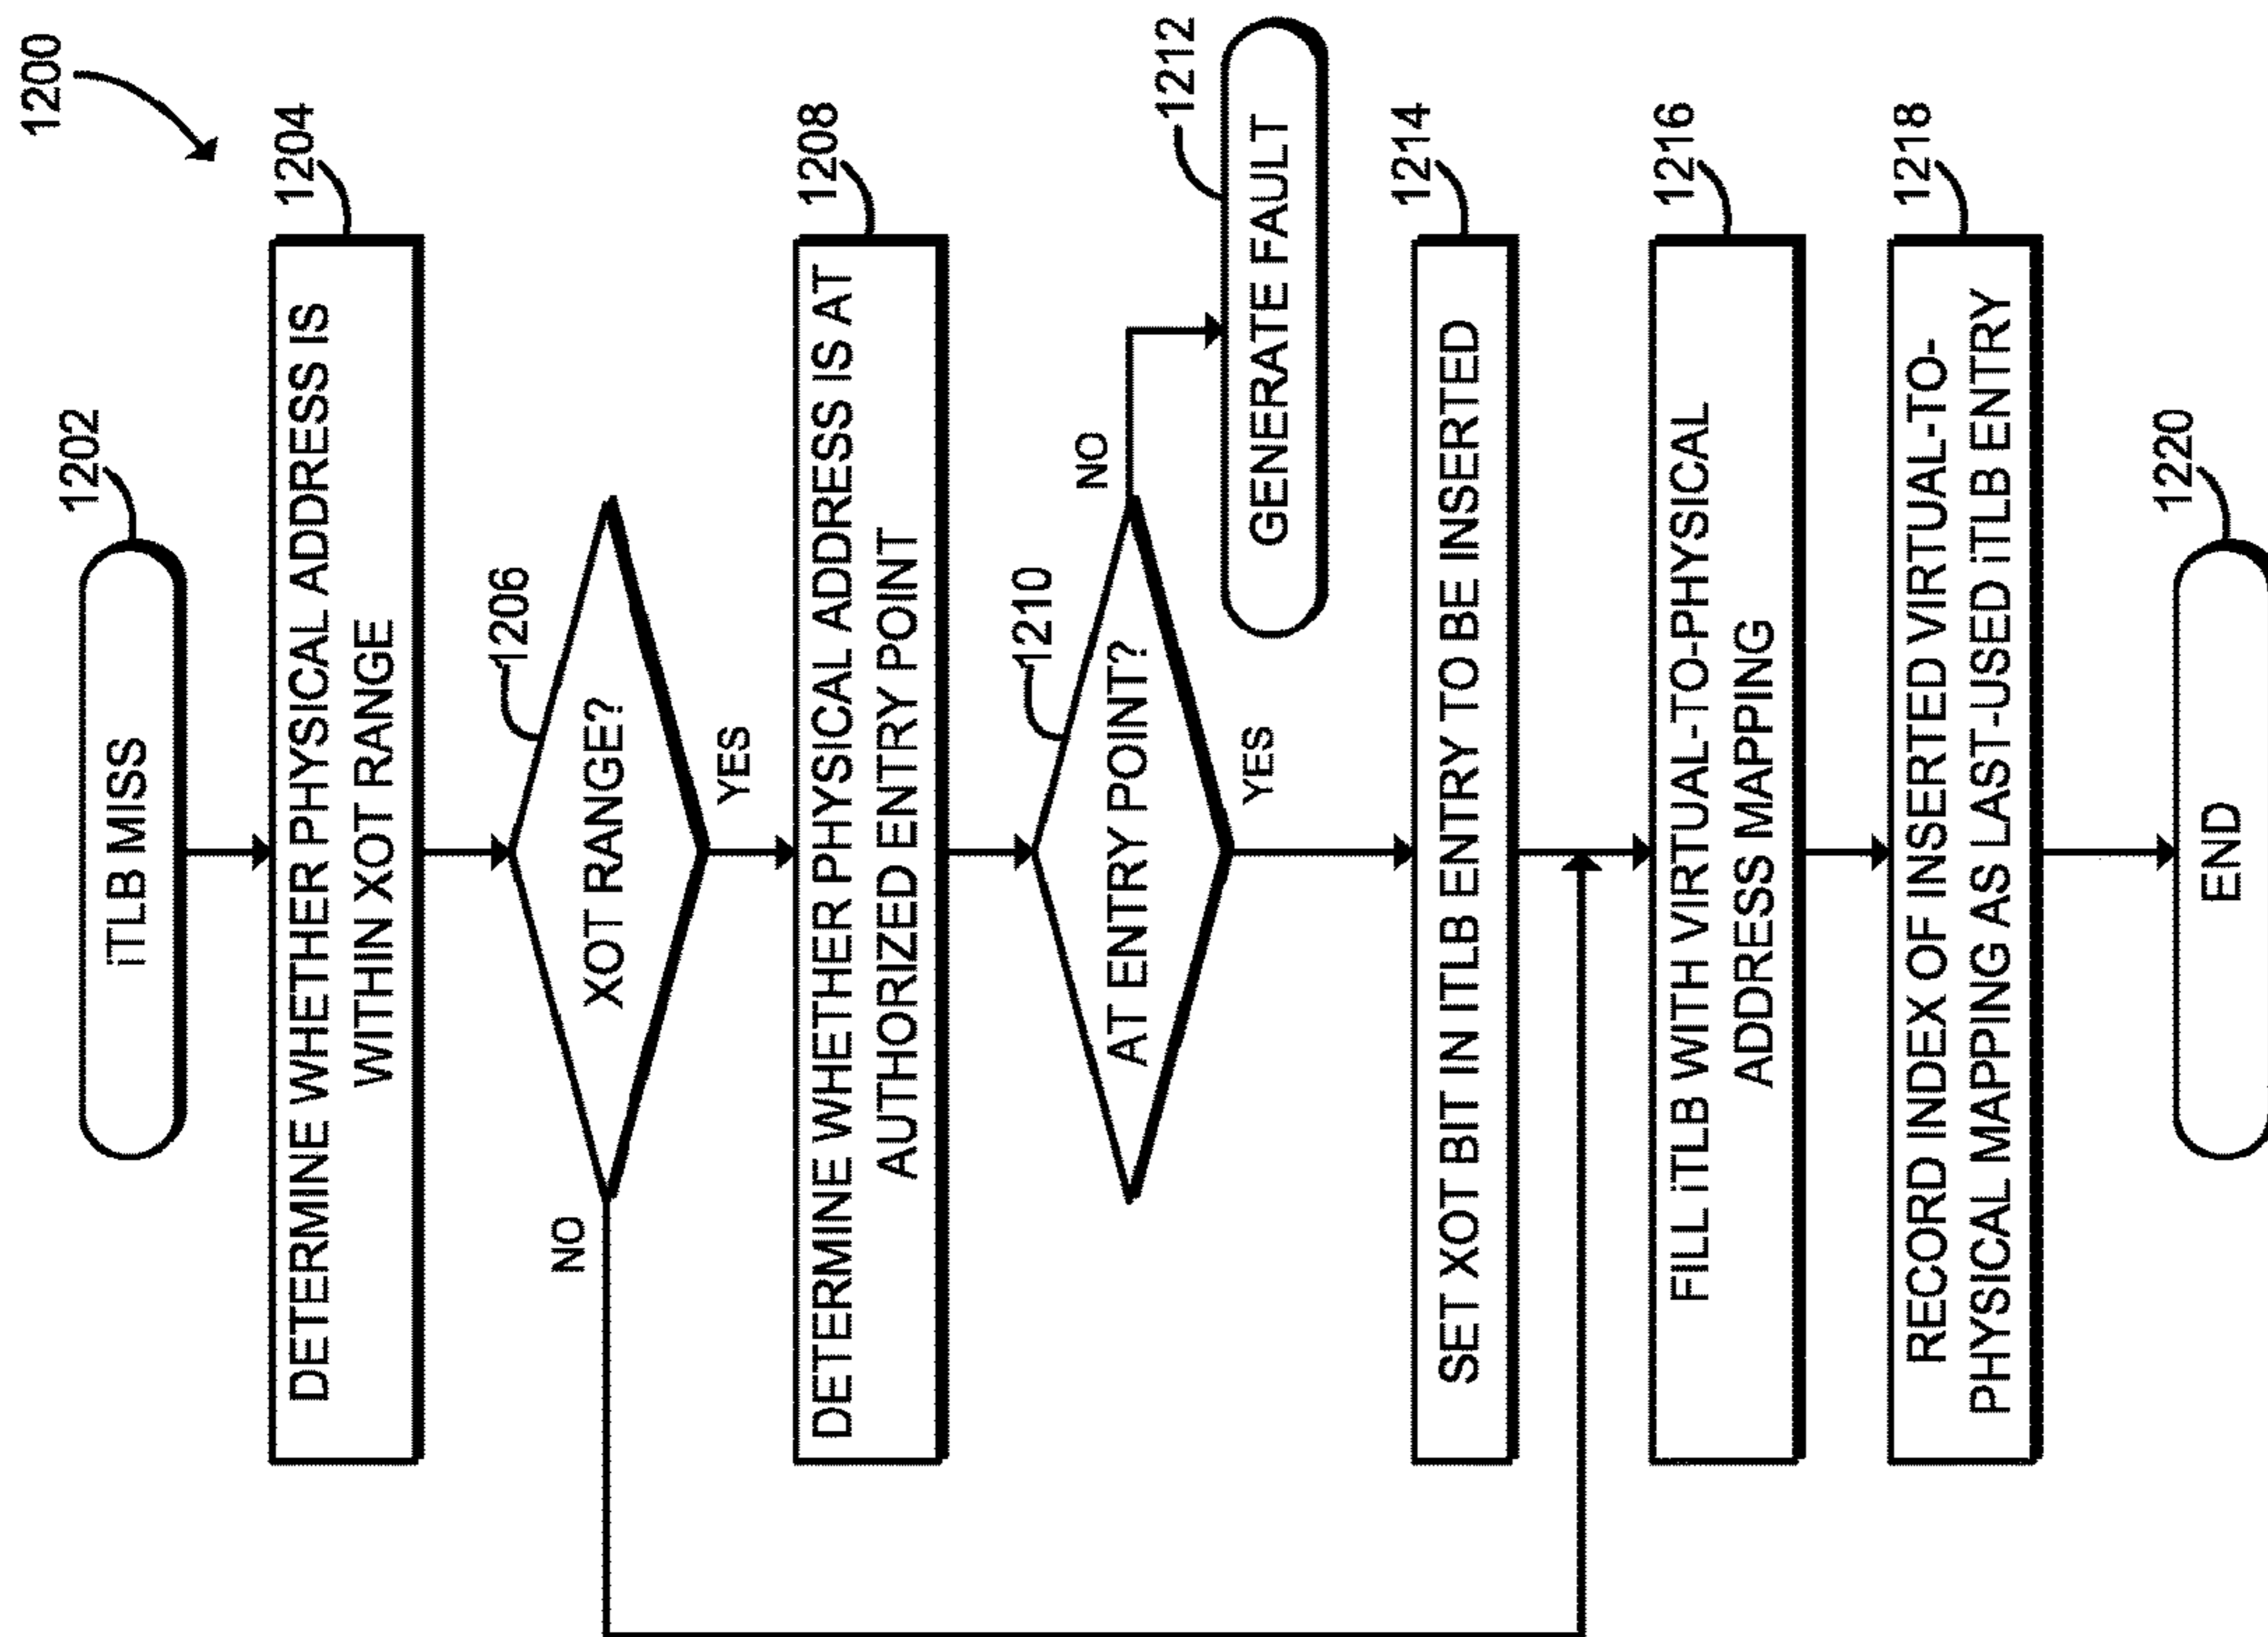 1200
1202
iTLB MISS
1204
DETERMINE WHETHER PHYSICAL ADDRESS IS
WITHIN XOT RANGE
1206
XOT RANGE?
NO
YES
1208
DETERMINE WHETHER PHYSICAL ADDRESS IS AT
AUTHORIZED ENTRY POINT
1210
AT ENTRY POINT?
NO
1212
GENERATE FAULT
YES
1214
SET XOT BIT IN ITLB ENTRY TO BE INSERTED
1216
FILL iTLB WITH VIRTUAL-TO-PHYSICAL
ADDRESS MAPPING
1218
RECORD INDEX OF INSERTED VIRTUAL-TO-
PHYSICAL MAPPING AS LAST-USED iTLB ENTRY
1220
END